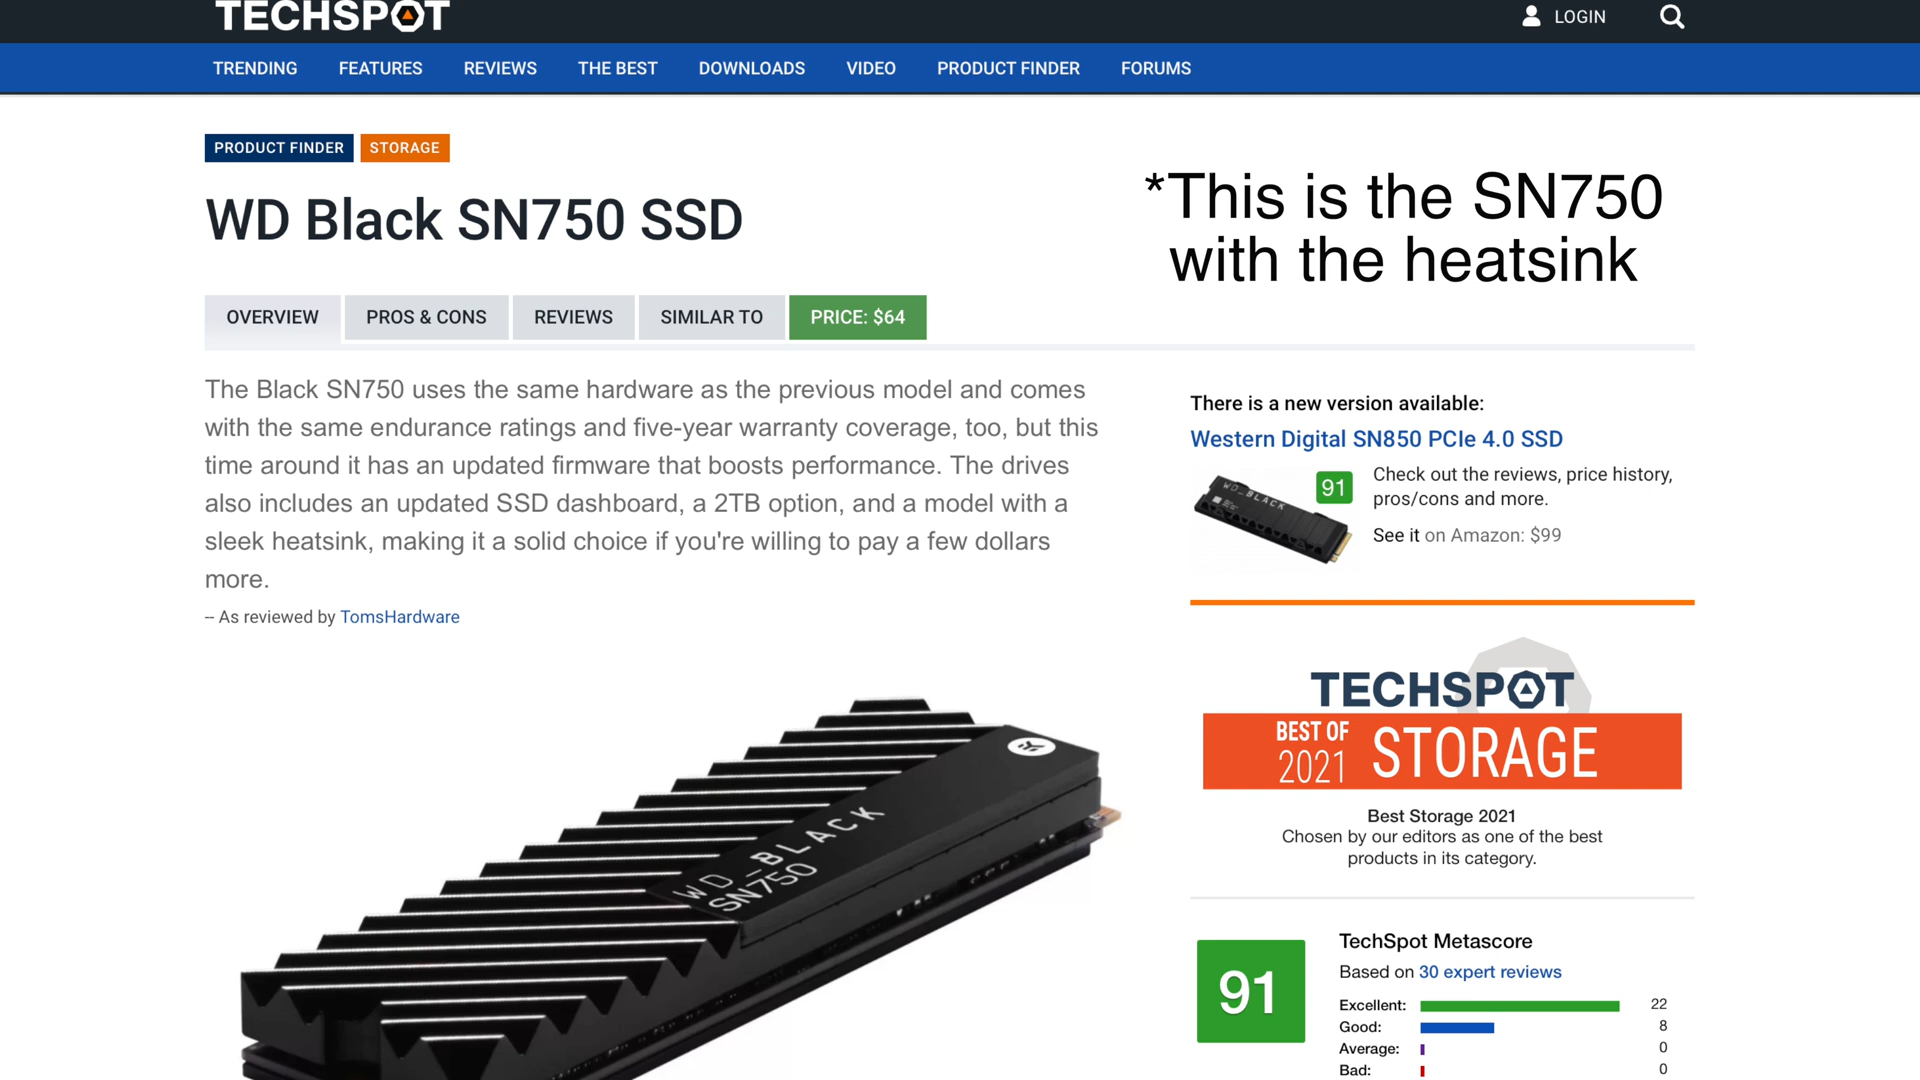 TECHSPOT
LOGIN
TRENDING FEATURES REVIEWS THE BEST DOWNLOADS VIDEO PRODUCT FINDER FORUMS
PRODUCT FINDER STORAGE
WD Black SN750 SSD
*This is the SN750
with the heatsink
OVERVIEW PROS & CONS REVIEWS SIMILAR TO PRICE: $64
The Black SN750 uses the same hardware as the previous model and comes
with the same endurance ratings and five-year warranty coverage, too, but this
time around it has an updated firmware that boosts performance. The drives
also includes an updated SSD dashboard, a 2TB option, and a model with a
sleek heatsink, making it a solid choice if you're willing to pay a few dollars
more.
-- As reviewed by TomsHardware
WD_BLACK
SN750
There is a new version available:
Western Digital SN850 PCIe 4.0 SSD
WD_BLACK
91
Check out the reviews, price history,
pros/cons and more.
See it on Amazon: $99
TECHSPOT
BEST OF
2021
STORAGE
Best Storage 2021
Chosen by our editors as one of the best
products in its category.
91
TechSpot Metascore
Based on 30 expert reviews
Excellent: 22
Good: 8
Average: 0
Bad: 0